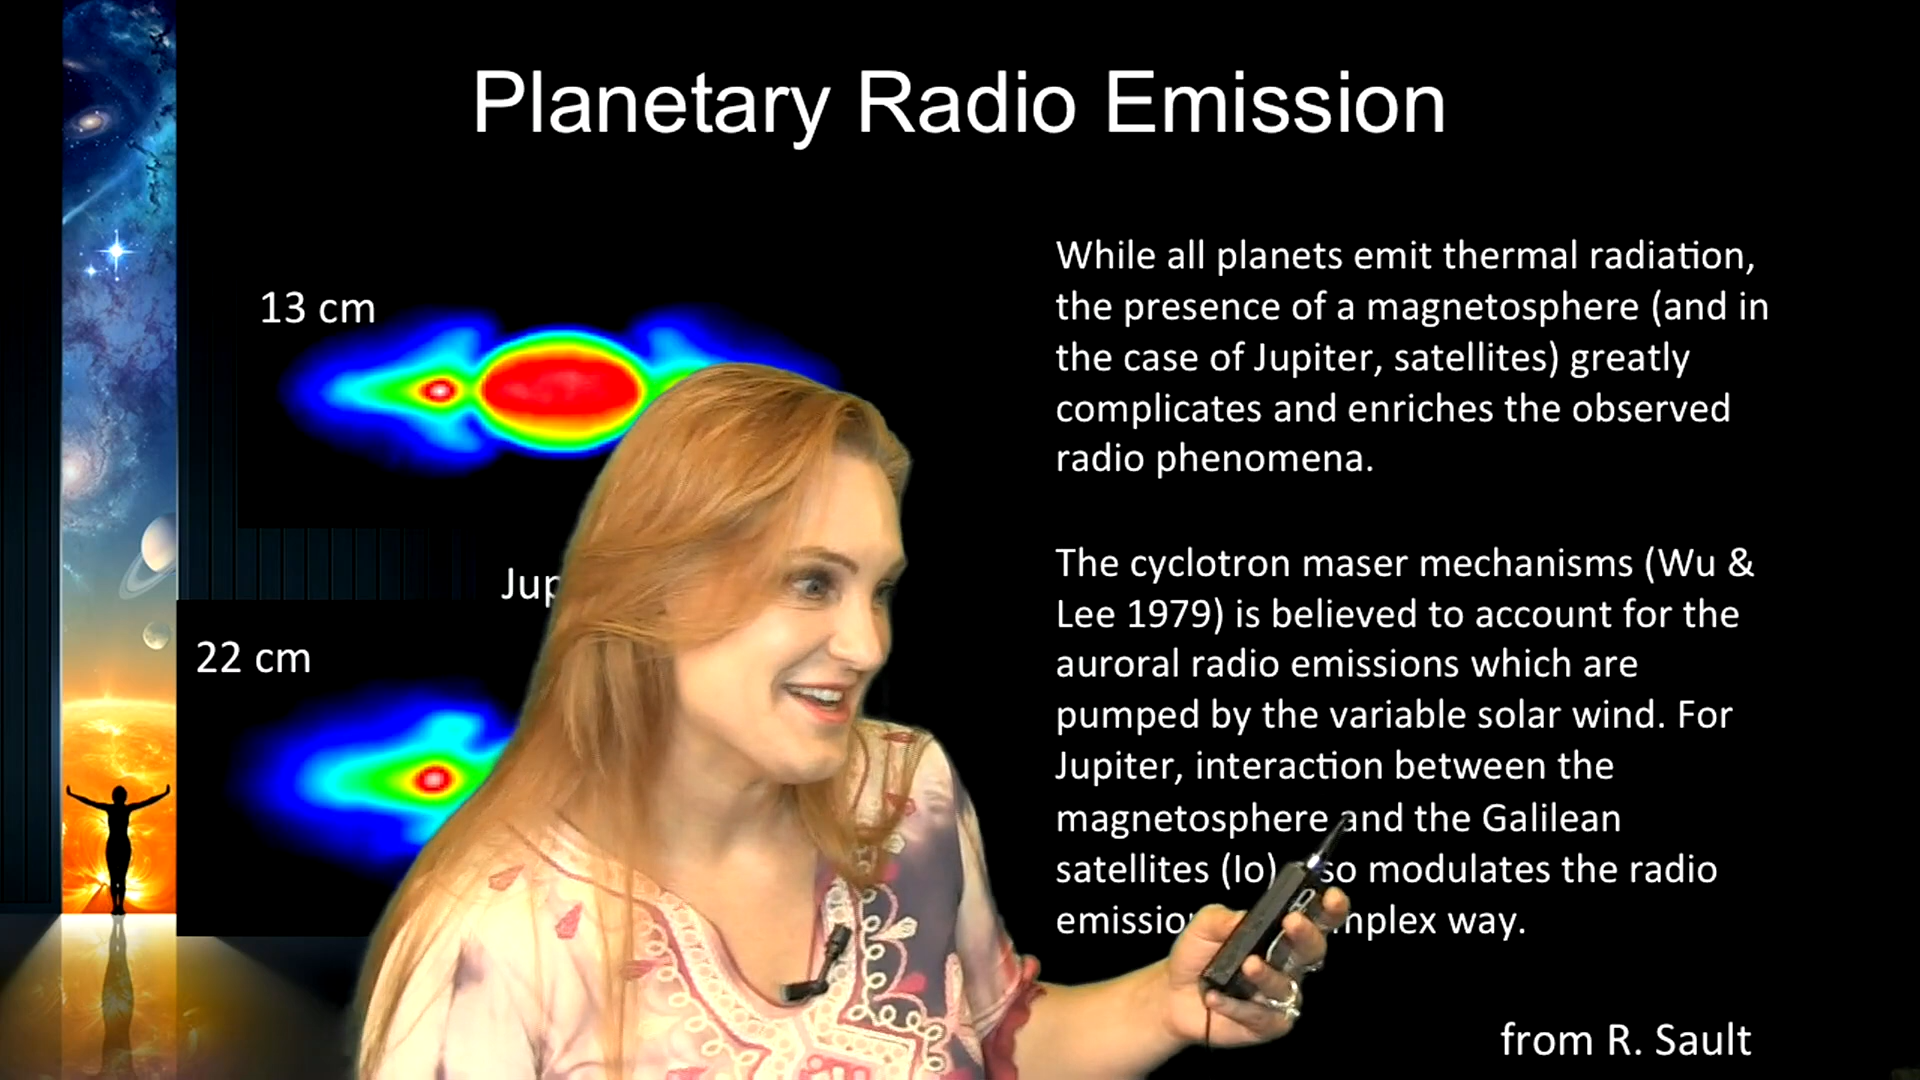 Planetary Radio Emission
13 cm
While all planets emit thermal radiation,
the presence of a magnetosphere (and in
the case of Jupiter, satellites) greatly
complicates and enriches the observed
radio phenomena.
22 cm
The cyclotron maser mechanisms (Wu &
Lee 1979) is believed to account for the
auroral radio emissions which are
pumped by the variable solar wind. For
Jupiter, interaction between the
magnetosphere and the Galilean
satellites (Io) modulates the radio
way.
from R. Sault